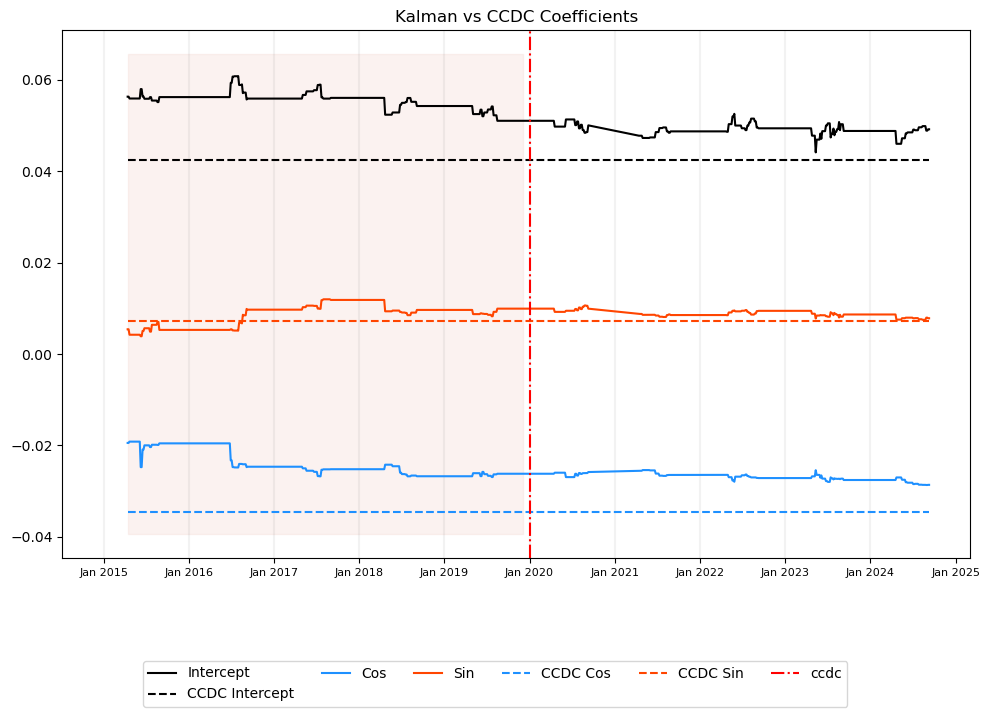 Kalman vs CCDC Coefficients
0.06
0.04
0.02
0.00
−0.02
−0.04
Jan 2015 Jan 2016 Jan 2017 Jan 2018 Jan 2019 Jan 2020 Jan 2021 Jan 2022 Jan 2023 Jan 2024 Jan 2025
Intercept Cos Sin CCDC Cos CCDC Sin ccdc
CCDC Intercept